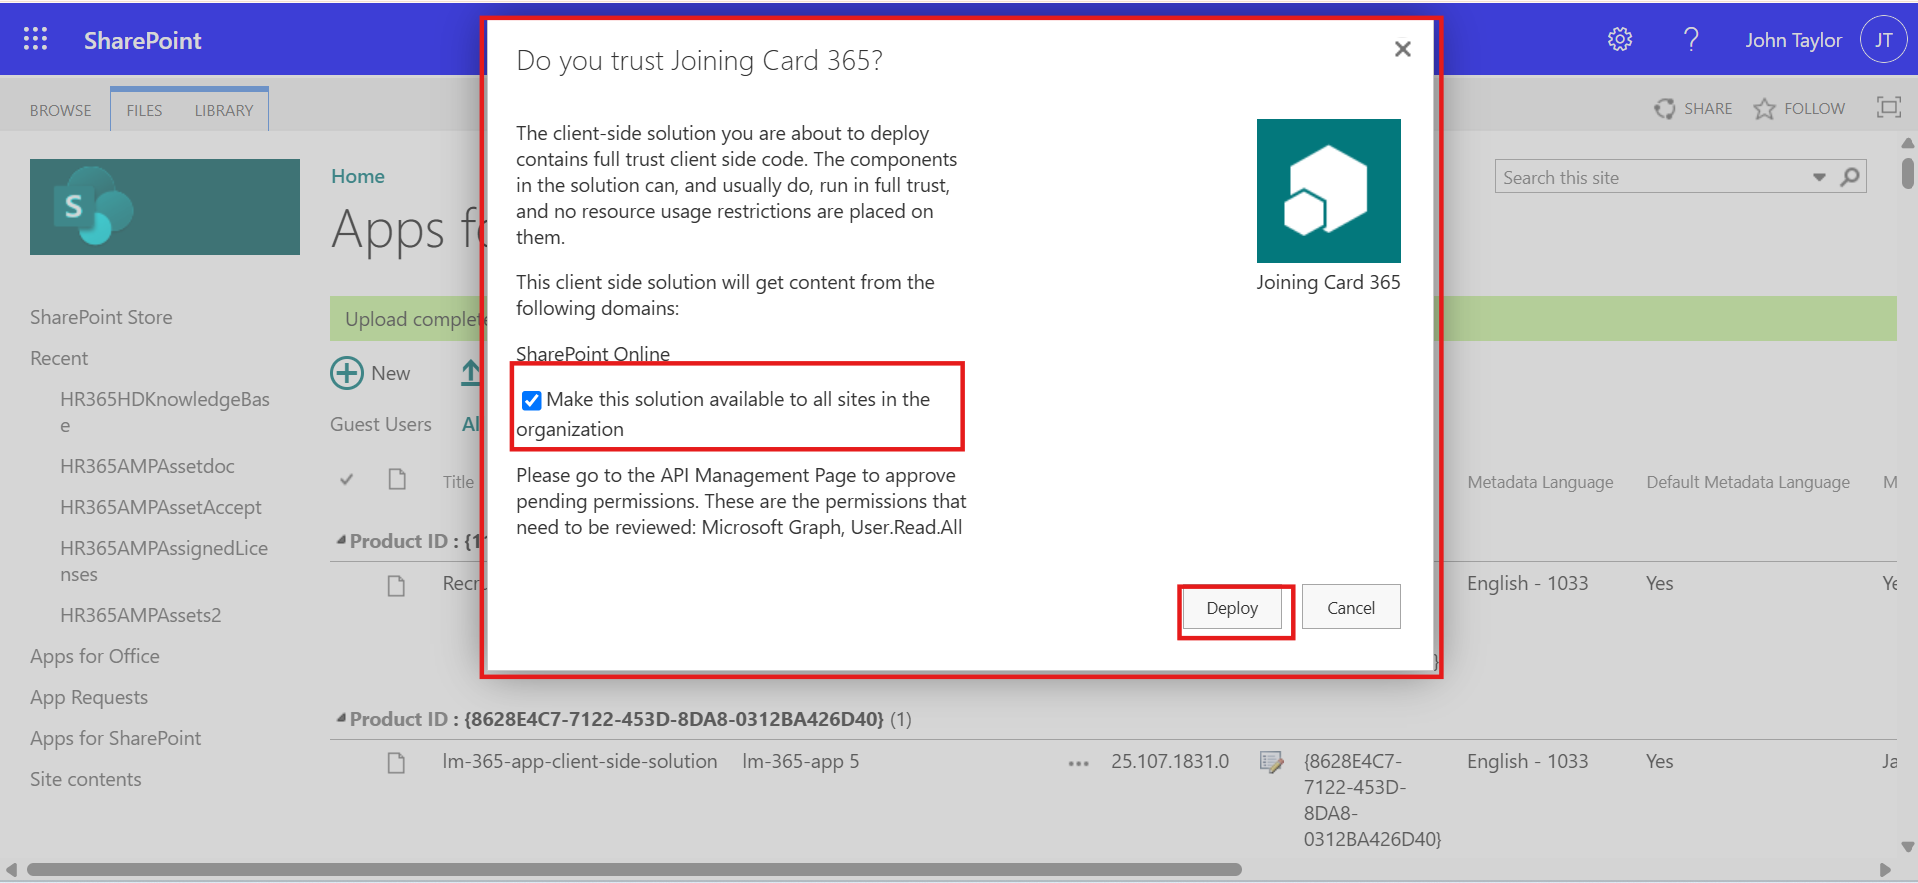 SharePoint
John Taylor
JT
BROWSE
FILES
LIBRARY
SHARE
FOLLOW
S
Home
Apps
Search this site
SharePoint Store
Recent
HR365HDKnowledgeBas
e
HR365AMPAssetdoc
HR365AMPAssetAccept
HR365AMPAssignedLice
nses
HR365AMPAssets2
Apps for Office
App Requests
Apps for SharePoint
Site contents
Upload complete
New
Guest Users
Al
Title
Metadata Language
Default Metadata Language
M
Product ID : {1
Recr
English - 1033
Yes
Ye
}
Product ID : {8628E4C7-7122-453D-8DA8-0312BA426D40} (1)
lm-365-app-client-side-solution
lm-365-app 5
...
25.107.1831.0
{8628E4C7-
7122-453D-
8DA8-
0312BA426D40}
English - 1033
Yes
Ja
Do you trust Joining Card 365?
The client-side solution you are about to deploy
contains full trust client side code. The components
in the solution can, and usually do, run in full trust,
and no resource usage restrictions are placed on
them.
This client side solution will get content from the
following domains:
SharePoint Online
Make this solution available to all sites in the
organization
Please go to the API Management Page to approve
pending permissions. These are the permissions that
need to be reviewed: Microsoft Graph, User.Read.All
Joining Card 365
Deploy
Cancel